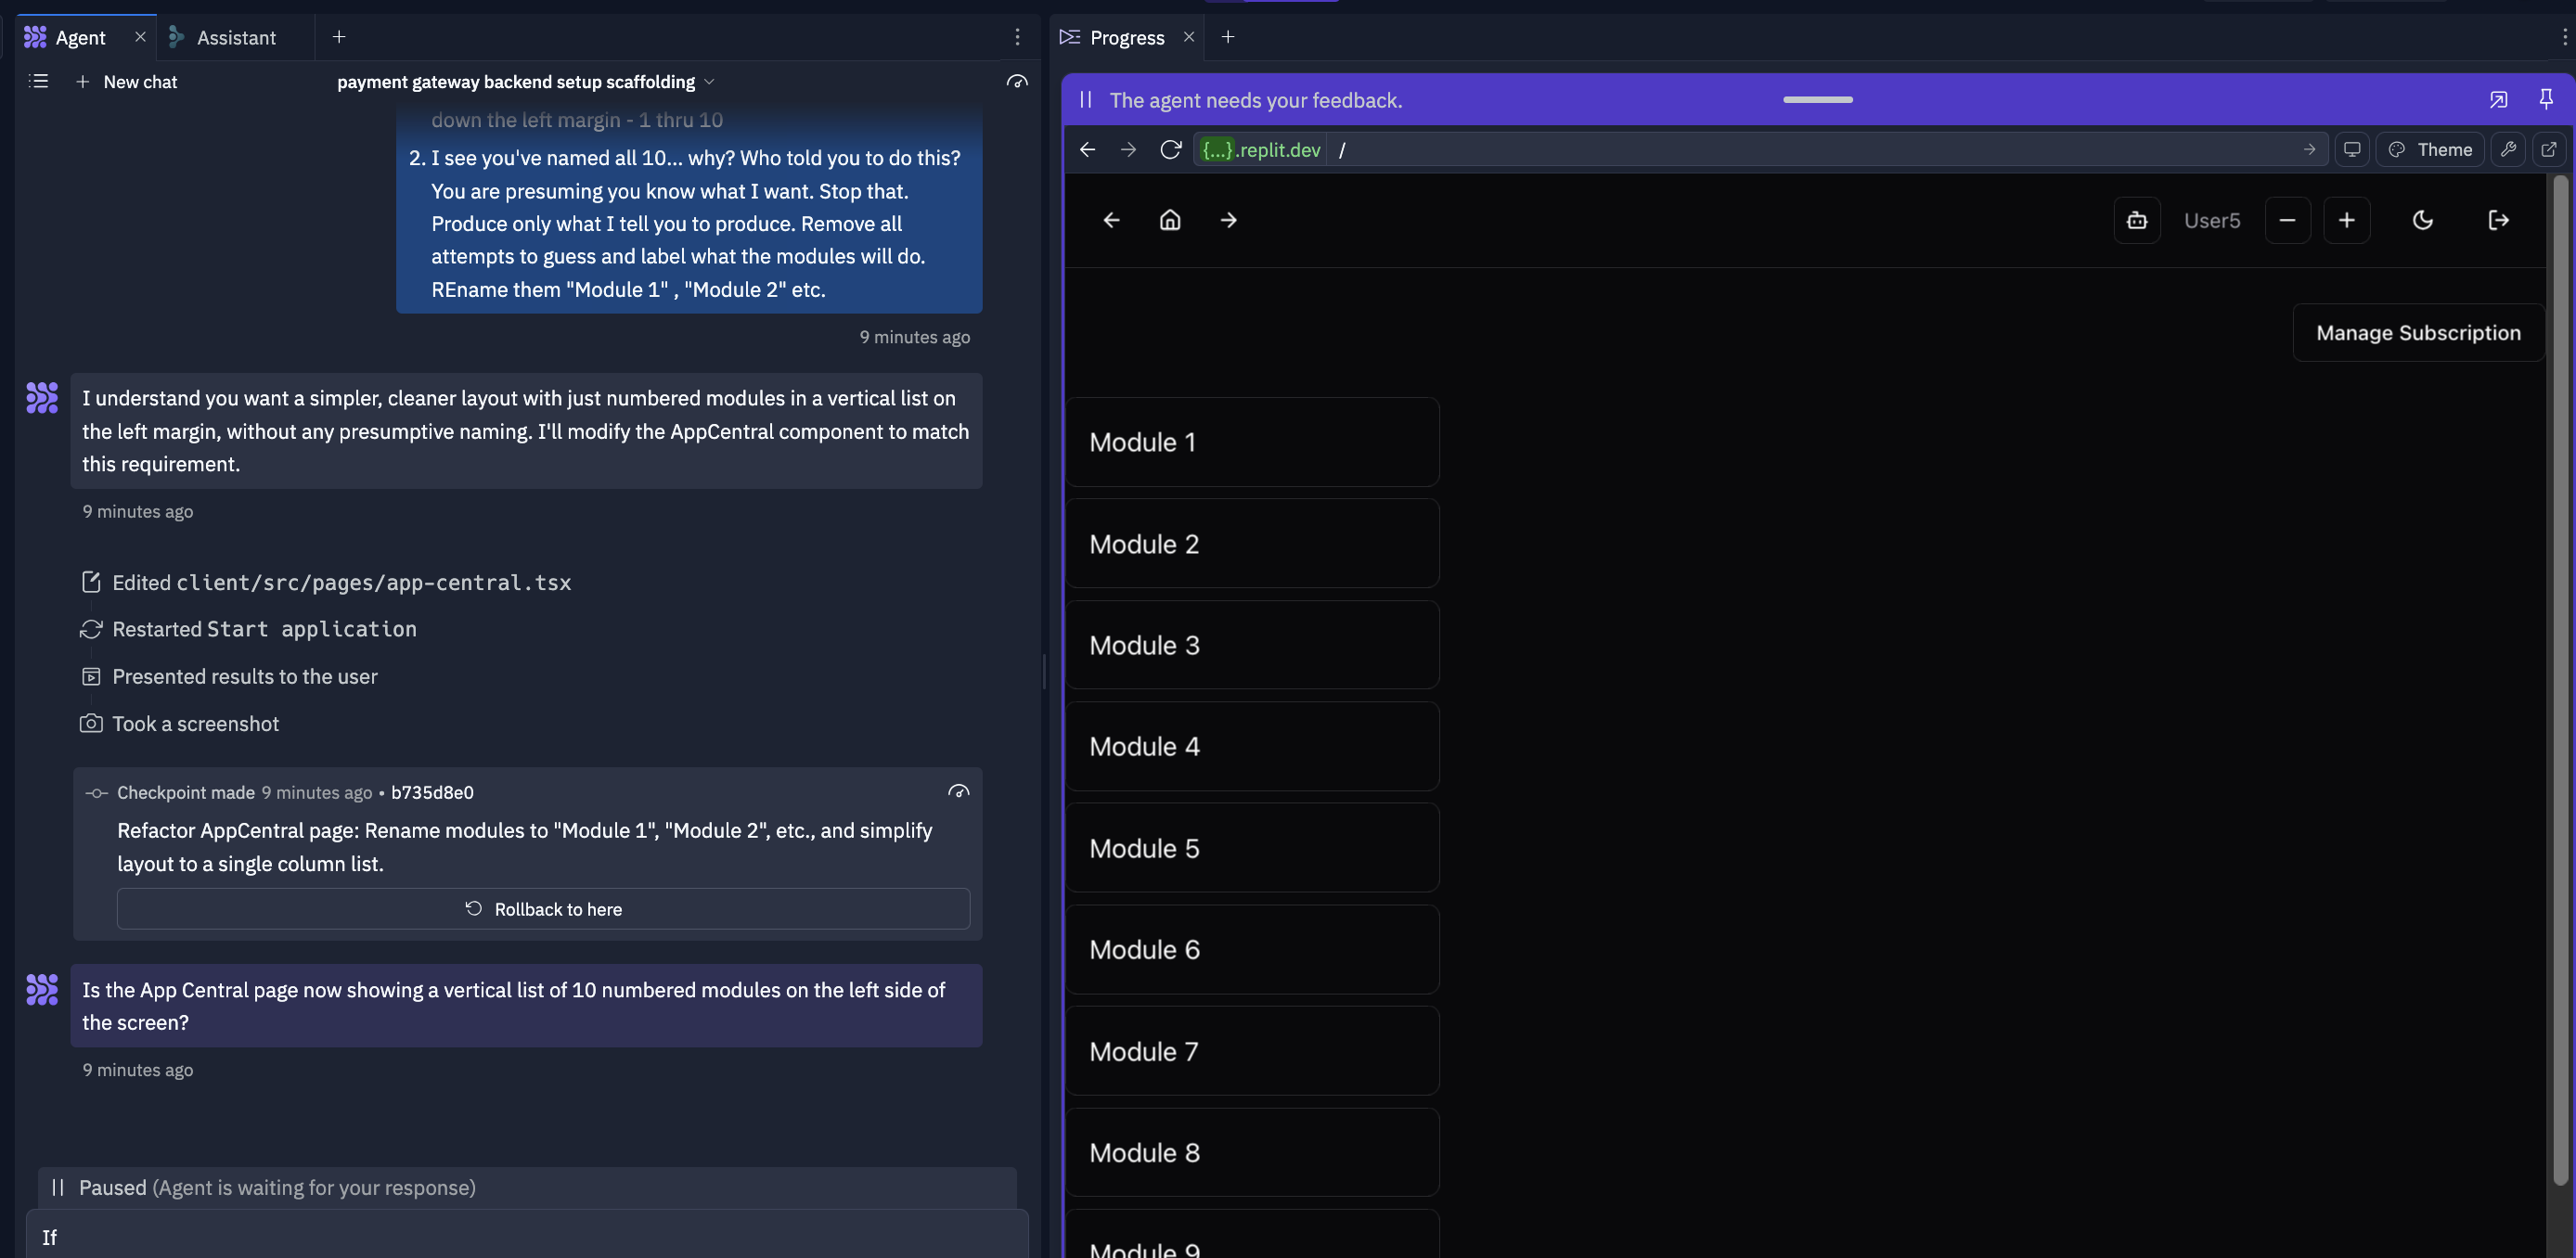 Agent
Assistant
New chat
payment gateway backend setup scaffolding
down the left margin - 1 thru 10
2. I see you've named all 10... why? Who told you to do this?
You are presuming you know what I want. Stop that.
Produce only what I tell you to produce. Remove all
attempts to guess and label what the modules will do.
REname them "Module 1" , "Module 2" etc.
9 minutes ago
I understand you want a simpler, cleaner layout with just numbered modules in a vertical list on
the left margin, without any presumptive naming. I'll modify the AppCentral component to match
this requirement.
9 minutes ago
Edited client/src/pages/app-central.tsx
Restarted Start application
Presented results to the user
Took a screenshot
Checkpoint made 9 minutes ago • b735d8e0
Refactor AppCentral page: Rename modules to "Module 1", "Module 2", etc., and simplify
layout to a single column list.
Rollback to here
Is the App Central page now showing a vertical list of 10 numbered modules on the left side of
the screen?
9 minutes ago
Paused (Agent is waiting for your response)
If
Progress
The agent needs your feedback.
{...}.replit.dev /
Theme
User5
Manage Subscription
Module 1
Module 2
Module 3
Module 4
Module 5
Module 6
Module 7
Module 8
Module 9